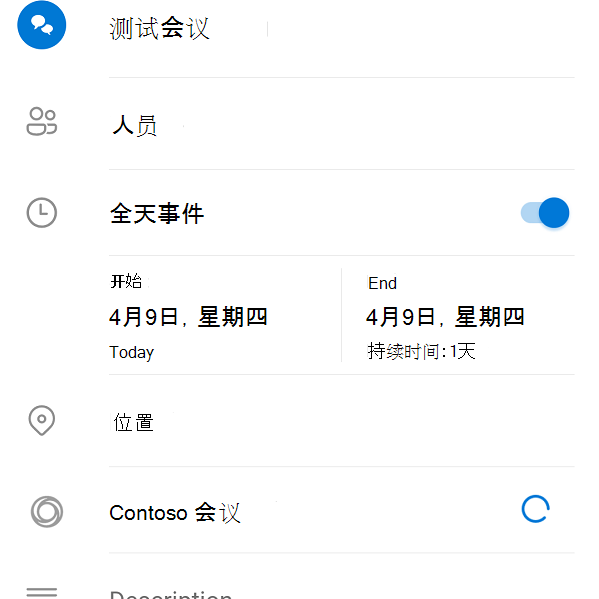 测试会议
人员
全天事件
开始
End
4月9日, 星期四
4月9日, 星期四
Today
持续时间:1天
位置
Contoso 会议
Description